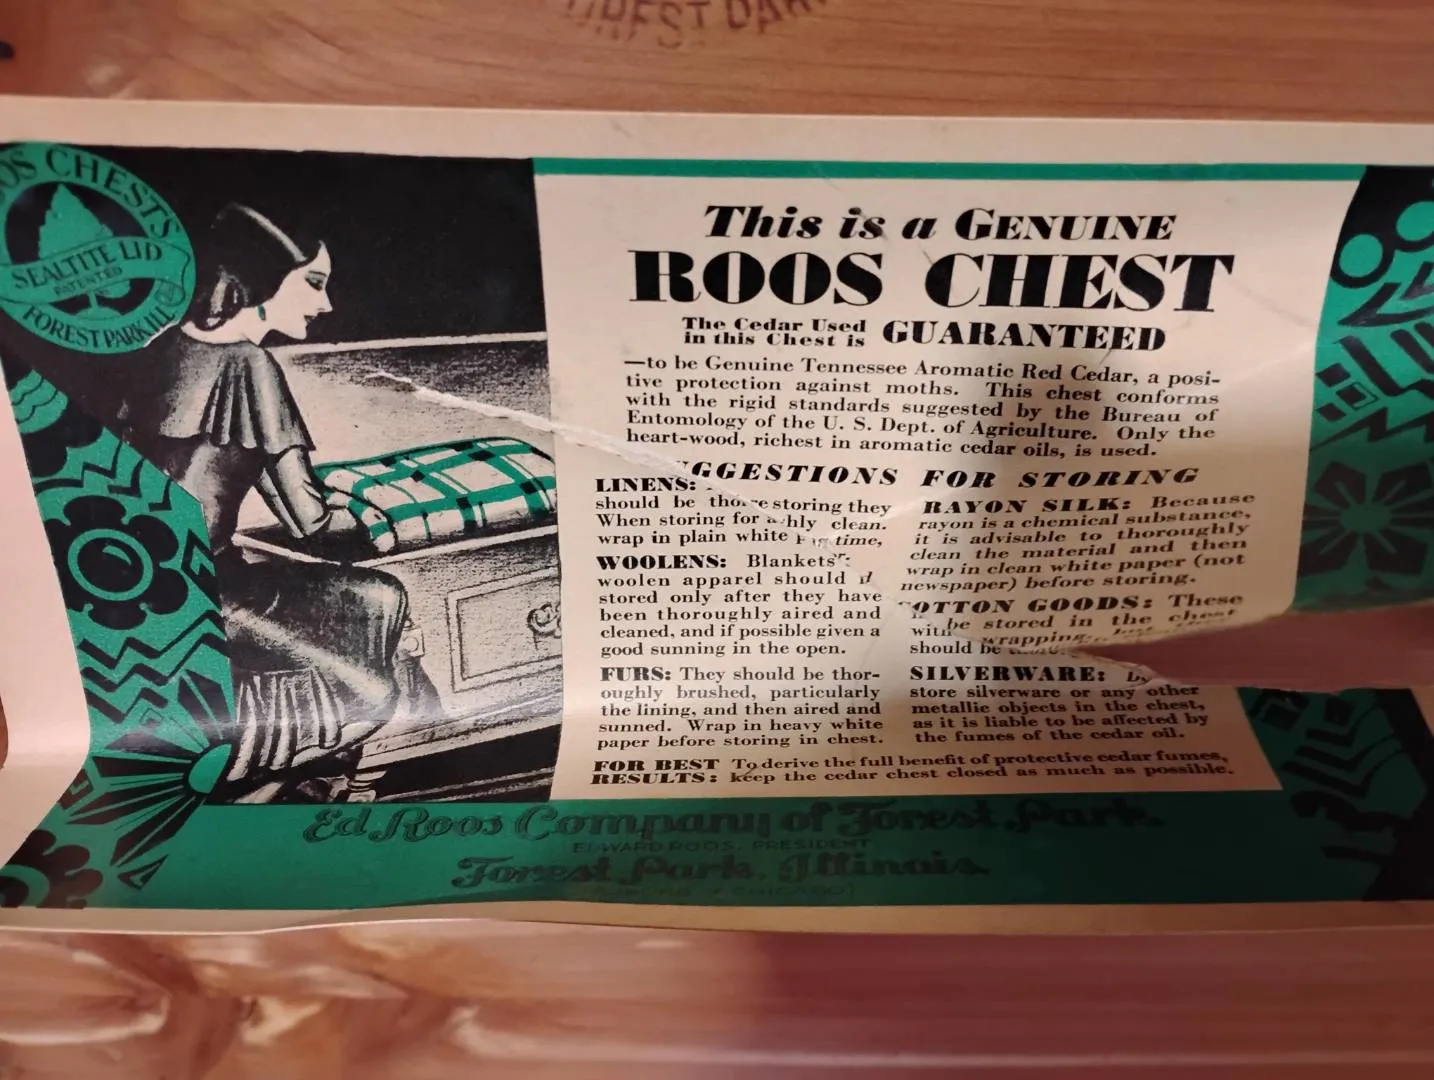 FOREST PARK
ROOS CHESTS
SEALTITE LID
PATENTED
FOREST PARK ILL
This is a GENUINE
ROOS CHEST
The Cedar Used
in this Chest is GUARANTEED
—to be Genuine Tennessee Aromatic Red Cedar, a posi-
tive protection against moths. This chest conforms
with the rigid standards suggested by the Bureau of
Entomology of the U. S. Dept. of Agriculture. Only the
heart-wood, richest in aromatic cedar oils, is used.
GGESTIONS FOR STORING
LINENS:
should be storing they
When storing for clean.
wrap in plain white time,
WOOLENS: Blankets
woolen apparel should
stored only after they have
been thoroughly aired and
cleaned, and if possible given a
good sunning in the open.
FURS: They should be thor-
oughly brushed, particularly
the lining, and then aired and
sunned. Wrap in heavy white
paper before storing in chest.
RAYON SILK: Because
rayon is a chemical substance,
it is advisable to thoroughly
clean the material and then
wrap in clean white paper (not
newspaper) before storing.
COTTON GOODS: These
be stored in the chest
wrapping,
should be
SILVERWARE:
store silverware or any other
metallic objects in the chest,
as it is liable to be affected by
the fumes of the cedar oil.
FOR BEST RESULTS: To derive the full benefit of protective cedar fumes,
keep the cedar chest closed as much as possible.
Ed Roos Company of Forest Park
EDWARD ROOS, PRESIDENT
Forest Park, Illinois